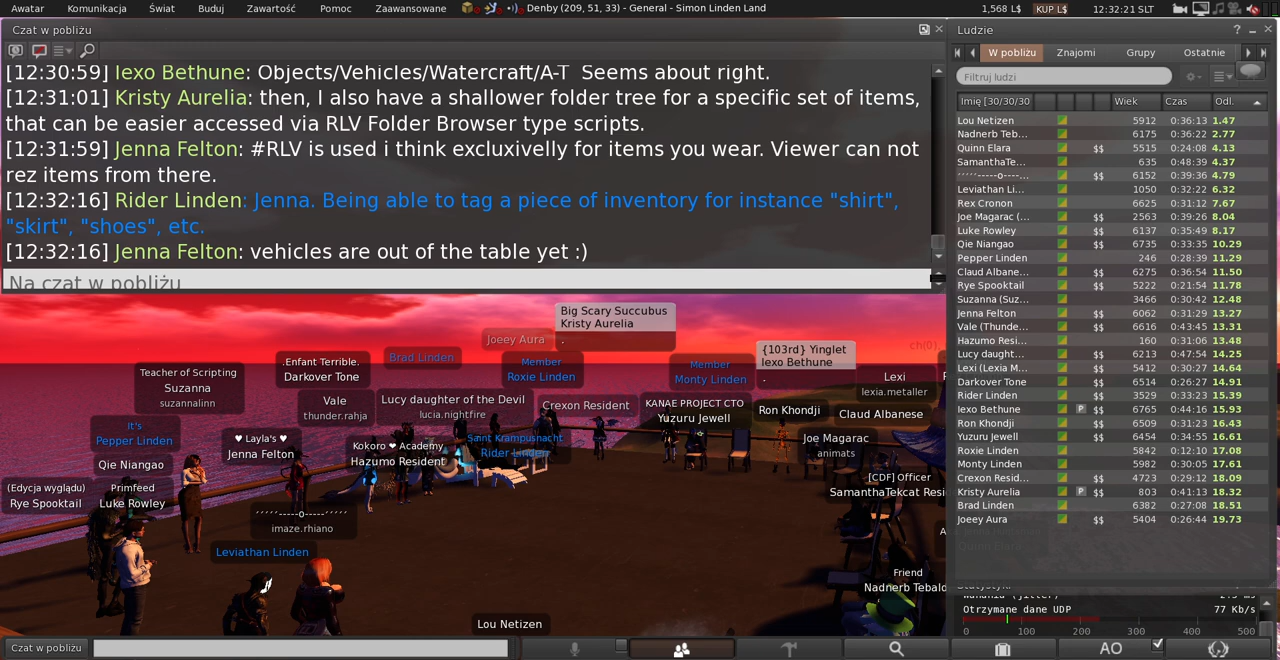 Awatar Komunikacja Świat Buduj Zawartość Pomoc Zaawansowane Denby (209, 51, 33) - General - Simon Linden Land 1,568 L$ KUP L$ 12:32:21 SLT
Czat w pobliżu
[12:30:59] Iexo Bethune: Objects/Vehicles/Watercraft/A-T Seems about right.
[12:31:01] Kristy Aurelia: then, I also have a shallower folder tree for a specific set of items,
that can be easier accessed via RLV Folder Browser type scripts.
[12:31:59] Jenna Felton: #RLV is used i think excluxivelly for items you wear. Viewer can not
rez items from there.
[12:32:16] Rider Linden: Jenna. Being able to tag a piece of inventory for instance "shirt",
"skirt", "shoes", etc.
[12:32:16] Jenna Felton: vehicles are out of the table yet :)
Na czat w pobliżu
Ludzie
W pobliżu Znajomi Grupy Ostatnie
Filtruj ludzi
Imię [30/30/30 Wiek Czas Odl.
Lou Netizen 5912 0:36:13 1.47
Nadnerb Teb... 6175 0:36:22 2.77
Quinn Elara $$ 5515 0:24:08 4.13
SamanthaTe... 635 0:48:39 4.37
'''''-----o----... $$ 6152 0:39:36 4.79
Leviathan Li... 1050 0:32:22 6.32
Rex Cronon 6625 0:31:12 7.67
Joe Magarac (... $$ 2563 0:39:26 8.04
Luke Rowley $$ 6137 0:35:49 8.17
Qie Niangao $$ 6735 0:33:35 10.29
Pepper Linden 246 0:28:39 11.29
Claud Albane... $$ 6275 0:36:54 11.50
Rye Spooktail $$ 5222 0:21:54 11.78
Suzanna (Suz... 3466 0:30:42 12.48
Jenna Felton $$ 6062 0:31:29 13.27
Vale (Thunde... $$ 6616 0:43:45 13.31
Hazumo Resi... 160 0:31:06 13.48
Lucy daught... $$ 6213 0:47:54 14.25
Lexi (Lexia M... $$ 5412 0:30:27 14.64
Darkover Tone $$ 6514 0:26:27 14.91
Rider Linden $$ 3529 0:33:23 15.39
Iexo Bethune P $$ 6765 0:44:16 15.93
Ron Khondji $$ 6509 0:31:23 16.43
Yuzuru Jewell $$ 6454 0:34:55 16.61
Roxie Linden 5842 0:12:10 17.08
Monty Linden 5982 0:30:05 17.61
Crexon Resid... $$ 4723 0:29:12 18.09
Kristy Aurelia P $$ 803 0:41:13 18.32
Brad Linden 6382 0:27:08 18.51
Joeey Aura $$ 5404 0:26:44 19.73
Otrzymane dane UDP 77 Kb/s
0 100 200 300 400 500
Big Scary Succubus
Kristy Aurelia
.
Joeey Aura
{103rd} Yinglet
Iexo Bethune
.
ch(0)
.Enfant Terrible.
Darkover Tone
Brad Linden
Member
Roxie Linden
Member
Monty Linden
Teacher of Scripting
Suzanna
suzannalinn
Lexi
lexia.metaller
Vale
thunder.rahja
Lucy daughter of the Devil
lucia.nightfire
Crexon Resident
KANAE PROJECT CTO
Yuzuru Jewell
Ron Khondji
Claud Albanese
It's
Pepper Linden
♥ Layla's ♥
Jenna Felton
Kokoro ❤ Academy
Hazumo Resident
Saint Krampusnacht
Rider Linden
Joe Magarac
animats
Qie Niangao
(Edycja wyglądu)
Rye Spooktail
Primfeed
Luke Rowley
[CDF] Officer
SamanthaTekcat Resi
'''''-----o-----'''''
imaze.rhiano
Leviathan Linden
Friend
Nadnerb Tebald
Lou Netizen
Czat w pobliżu AO